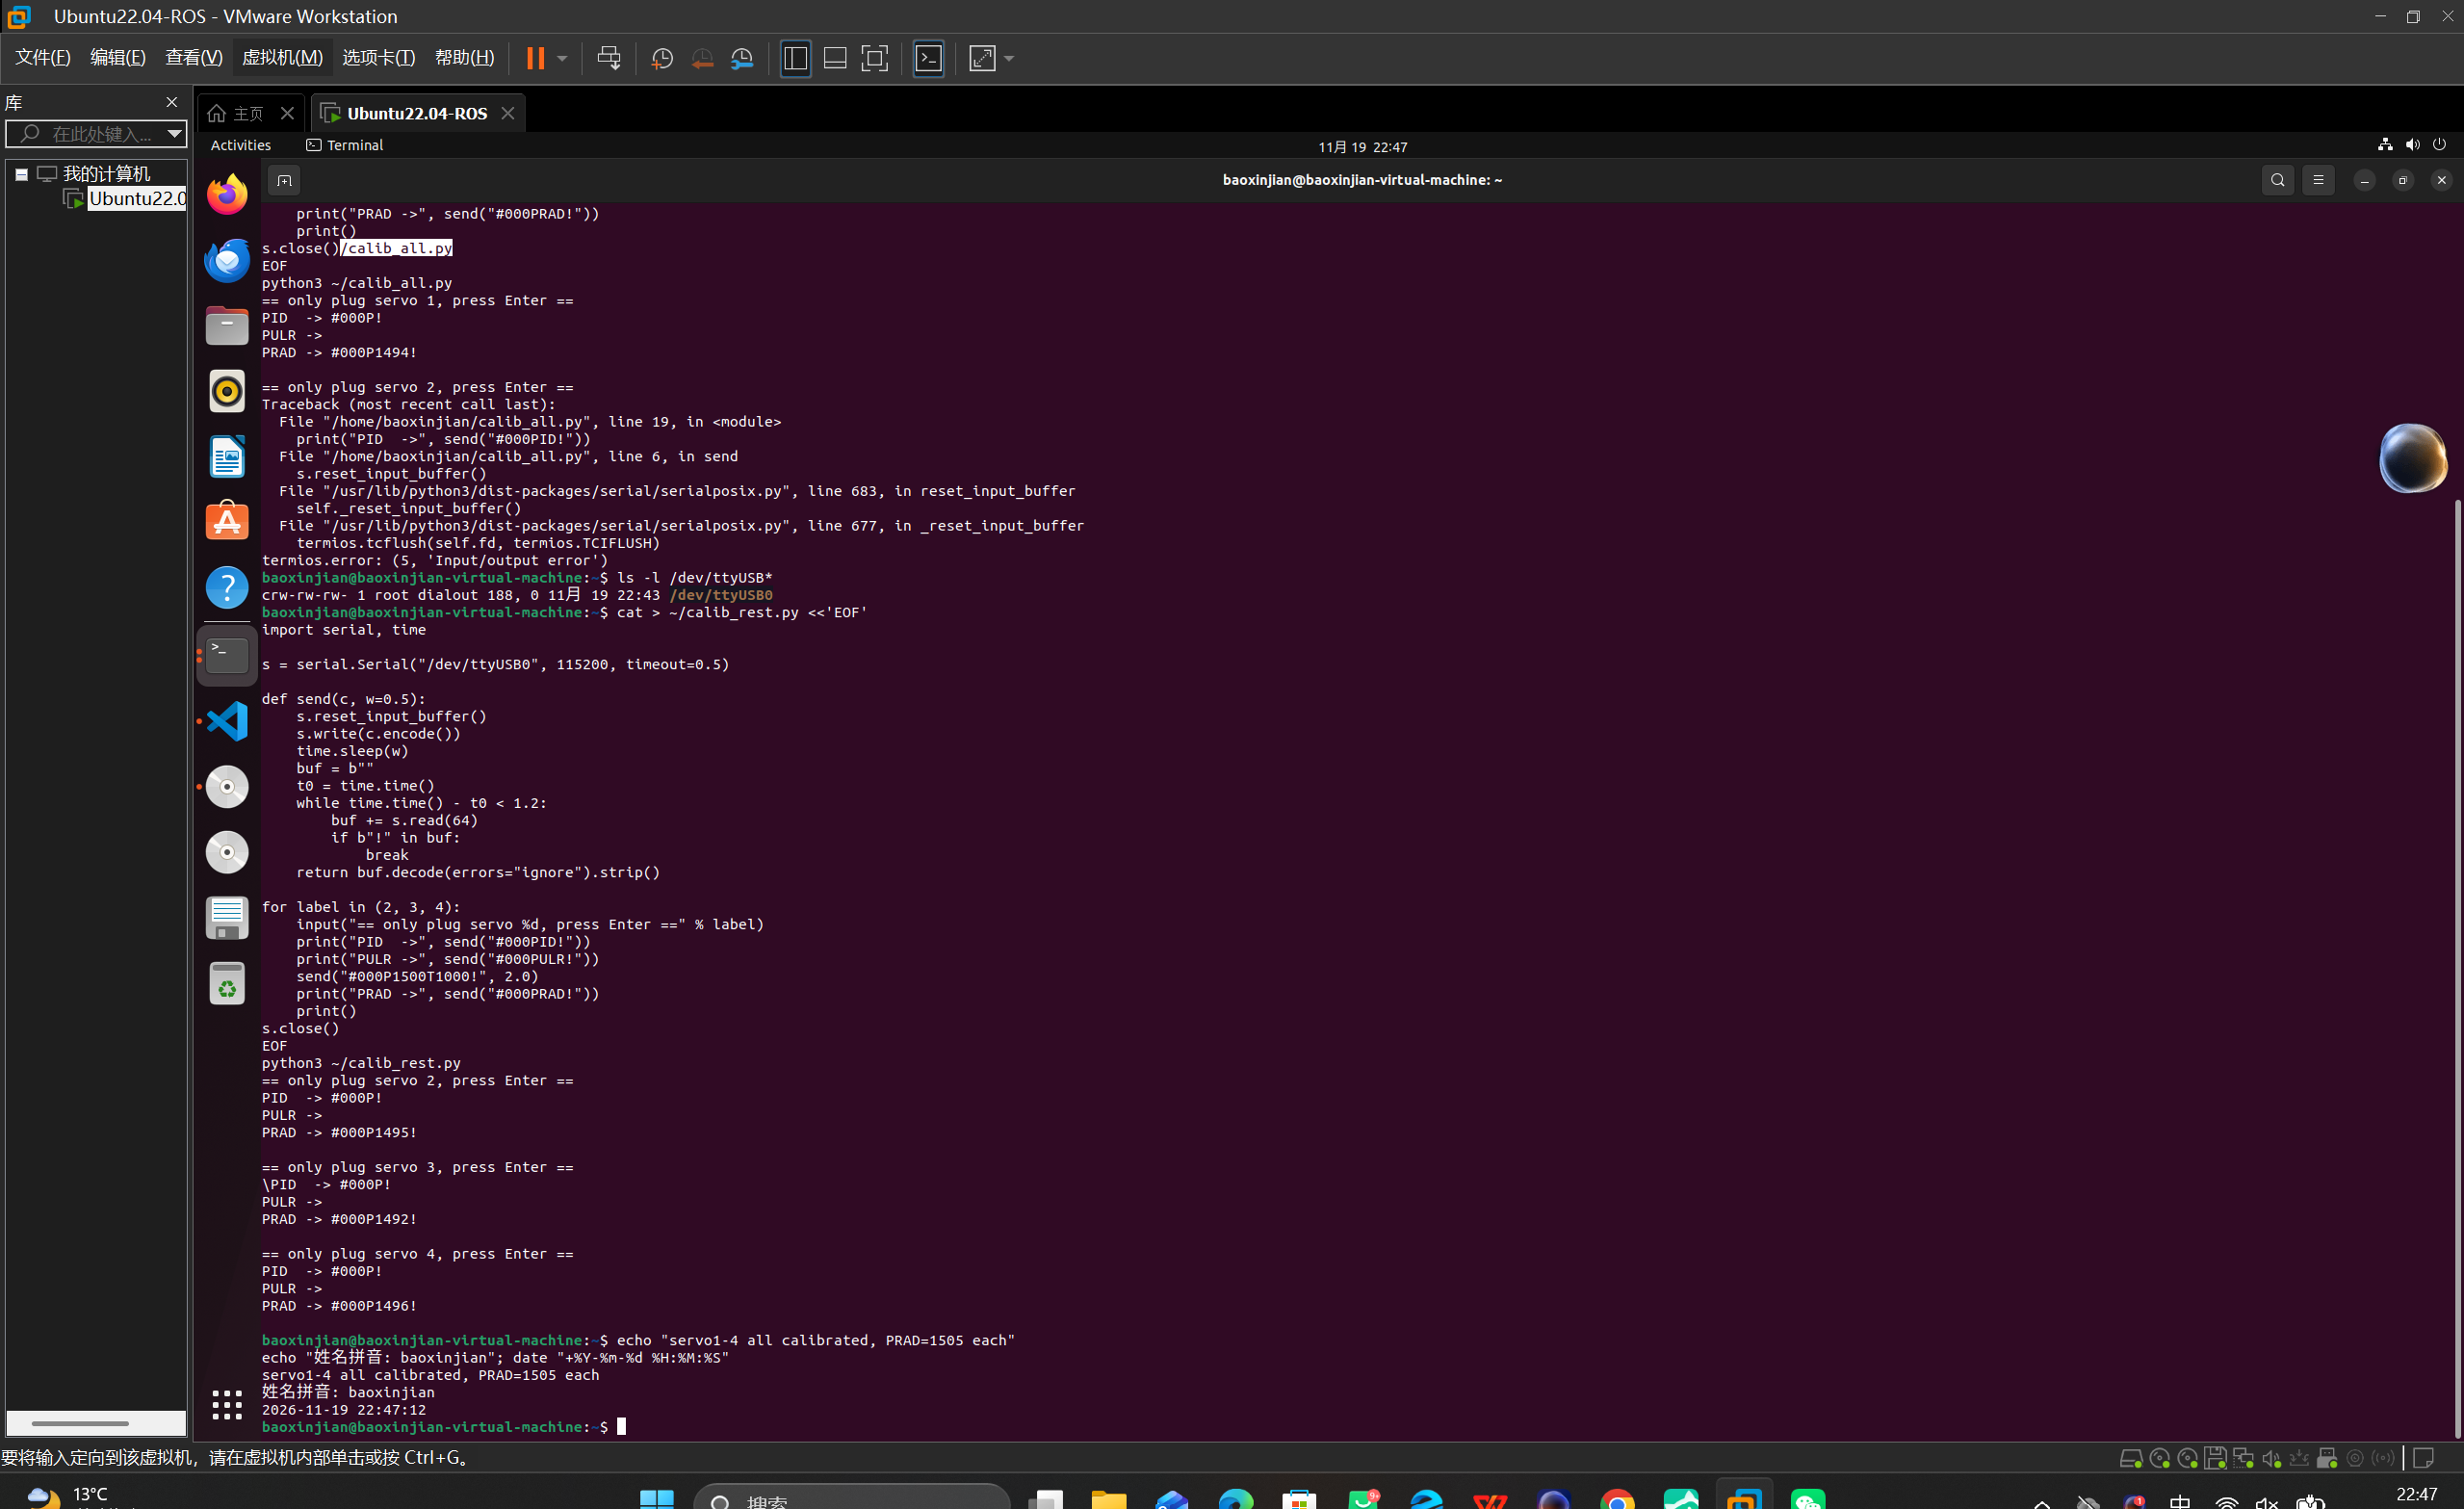 Ubuntu22.04-ROS - VMware Workstation
文件(F) 编辑(E) 查看(V) 虚拟机(M) 选项卡(T) 帮助(H)
库
主页
Ubuntu22.04-ROS
在此处键入...
Activities
Terminal
11月 19 22:47
我的计算机
Ubuntu22.0
baoxinjian@baoxinjian-virtual-machine: ~
    print("PRAD ->", send("#000PRAD!"))
    print()
s.close()/calib_all.py
EOF
python3 ~/calib_all.py
== only plug servo 1, press Enter ==
PID  -> #000P!
PULR ->
PRAD -> #000P1494!
== only plug servo 2, press Enter ==
Traceback (most recent call last):
  File "/home/baoxinjian/calib_all.py", line 19, in <module>
    print("PID  ->", send("#000PID!"))
  File "/home/baoxinjian/calib_all.py", line 6, in send
    s.reset_input_buffer()
  File "/usr/lib/python3/dist-packages/serial/serialposix.py", line 683, in reset_input_buffer
    self._reset_input_buffer()
  File "/usr/lib/python3/dist-packages/serial/serialposix.py", line 677, in _reset_input_buffer
    termios.tcflush(self.fd, termios.TCIFLUSH)
termios.error: (5, 'Input/output error')
baoxinjian@baoxinjian-virtual-machine:~$ ls -l /dev/ttyUSB*
crw-rw-rw- 1 root dialout 188, 0 11月 19 22:43 /dev/ttyUSB0
baoxinjian@baoxinjian-virtual-machine:~$ cat > ~/calib_rest.py <<'EOF'
import serial, time
s = serial.Serial("/dev/ttyUSB0", 115200, timeout=0.5)
def send(c, w=0.5):
    s.reset_input_buffer()
    s.write(c.encode())
    time.sleep(w)
    buf = b""
    t0 = time.time()
    while time.time() - t0 < 1.2:
        buf += s.read(64)
        if b"!" in buf:
            break
    return buf.decode(errors="ignore").strip()
for label in (2, 3, 4):
    input("== only plug servo %d, press Enter ==" % label)
    print("PID  ->", send("#000PID!"))
    print("PULR ->", send("#000PULR!"))
    send("#000P1500T1000!", 2.0)
    print("PRAD ->", send("#000PRAD!"))
    print()
s.close()
EOF
python3 ~/calib_rest.py
== only plug servo 2, press Enter ==
PID  -> #000P!
PULR ->
PRAD -> #000P1495!
== only plug servo 3, press Enter ==
\PID  -> #000P!
PULR ->
PRAD -> #000P1492!
== only plug servo 4, press Enter ==
PID  -> #000P!
PULR ->
PRAD -> #000P1496!
baoxinjian@baoxinjian-virtual-machine:~$ echo "servo1-4 all calibrated, PRAD=1505 each"
echo "姓名拼音: baoxinjian"; date "+%Y-%m-%d %H:%M:%S"
servo1-4 all calibrated, PRAD=1505 each
姓名拼音: baoxinjian
2026-11-19 22:47:12
baoxinjian@baoxinjian-virtual-machine:~$
要将输入定向到该虚拟机，请在虚拟机内部单击或按 Ctrl+G。
13°C
搜索
中
22:47